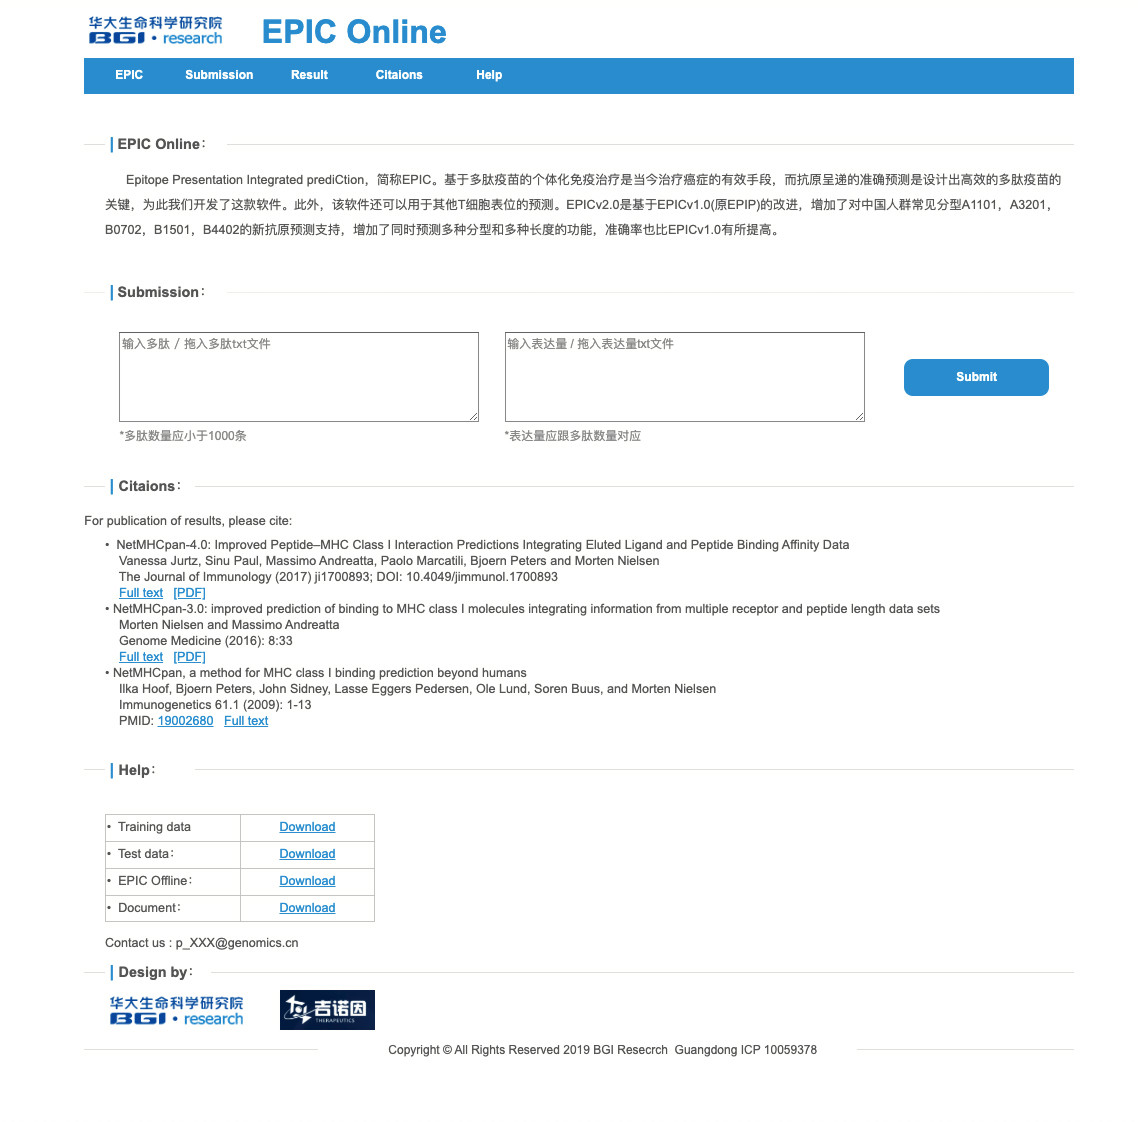 华大生命科学研究院
BGI · research
EPIC Online
EPIC Submission Result Citaions Help
EPIC Online：
Epitope Presentation Integrated prediCtion，简称EPIC。基于多肽疫苗的个体化免疫治疗是当今治疗癌症的有效手段，而抗原呈递的准确预测是设计出高效的多肽疫苗的
关键，为此我们开发了这款软件。此外，该软件还可以用于其他T细胞表位的预测。EPICv2.0是基于EPICv1.0(原EPIP)的改进，增加了对中国人群常见分型A1101，A3201，
B0702，B1501，B4402的新抗原预测支持，增加了同时预测多种分型和多种长度的功能，准确率也比EPICv1.0有所提高。
Submission：
输入多肽 / 拖入多肽txt文件
输入表达量 / 拖入表达量txt文件
Submit
*多肽数量应小于1000条
*表达量应跟多肽数量对应
Citaions：
For publication of results, please cite:
• NetMHCpan-4.0: Improved Peptide–MHC Class I Interaction Predictions Integrating Eluted Ligand and Peptide Binding Affinity Data
Vanessa Jurtz, Sinu Paul, Massimo Andreatta, Paolo Marcatili, Bjoern Peters and Morten Nielsen
The Journal of Immunology (2017) ji1700893; DOI: 10.4049/jimmunol.1700893
Full text [PDF]
• NetMHCpan-3.0: improved prediction of binding to MHC class I molecules integrating information from multiple receptor and peptide length data sets
Morten Nielsen and Massimo Andreatta
Genome Medicine (2016): 8:33
Full text [PDF]
• NetMHCpan, a method for MHC class I binding prediction beyond humans
Ilka Hoof, Bjoern Peters, John Sidney, Lasse Eggers Pedersen, Ole Lund, Soren Buus, and Morten Nielsen
Immunogenetics 61.1 (2009): 1-13
PMID: 19002680 Full text
Help：
• Training data Download
• Test data： Download
• EPIC Offline： Download
• Document： Download
Contact us : p_XXX@genomics.cn
Design by：
华大生命科学研究院
BGI · research
吉诺因
THERAPEUTICS
Copyright © All Rights Reserved 2019 BGI Resecrch Guangdong ICP 10059378